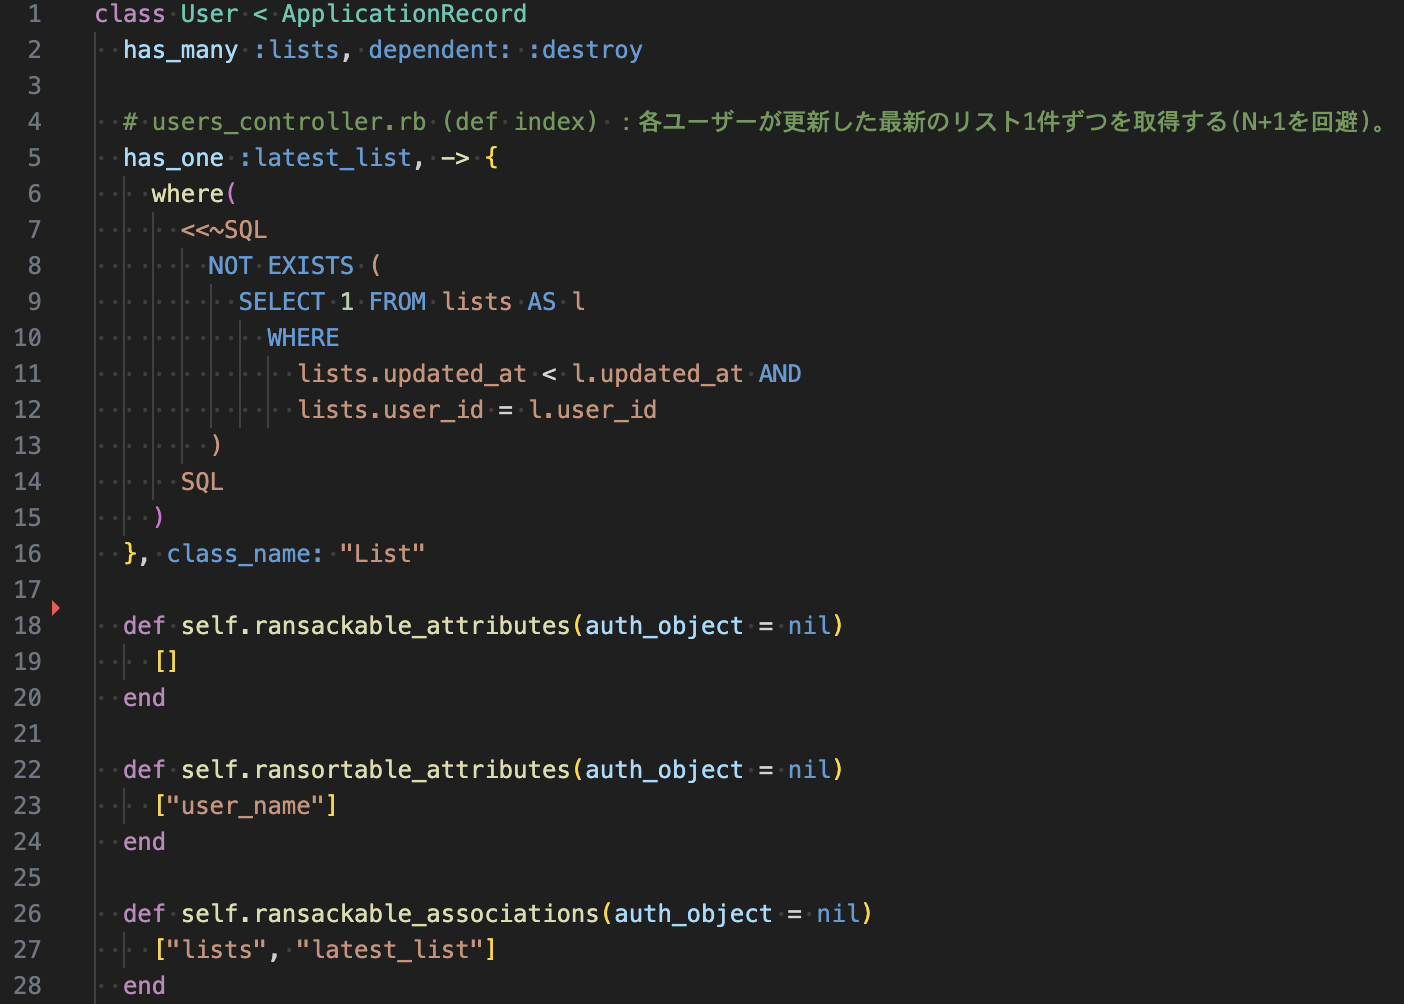 1 class User < ApplicationRecord
2   has_many :lists, dependent: :destroy
3
4   # users_controller.rb (def index) ：各ユーザーが更新した最新のリスト1件ずつを取得する(N+1を回避)。
5   has_one :latest_list, -> {
6     where(
7       <<~SQL
8         NOT EXISTS (
9           SELECT 1 FROM lists AS l
10             WHERE
11               lists.updated_at < l.updated_at AND
12               lists.user_id = l.user_id
13         )
14       SQL
15     )
16   }, class_name: "List"
17
18   def self.ransackable_attributes(auth_object = nil)
19     []
20   end
21
22   def self.ransortable_attributes(auth_object = nil)
23     ["user_name"]
24   end
25
26   def self.ransackable_associations(auth_object = nil)
27     ["lists", "latest_list"]
28   end